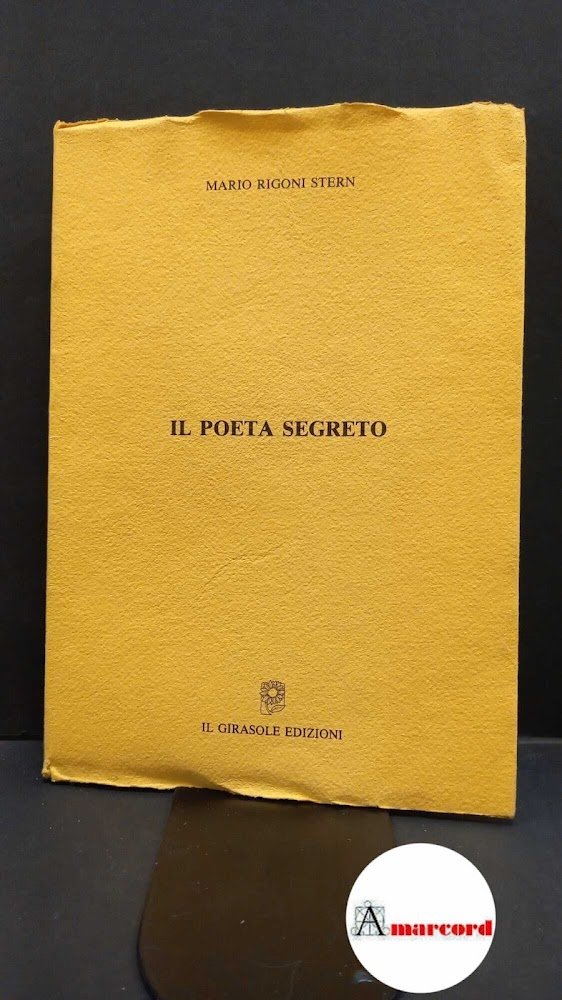 MARIO RIGONI STERN
IL POETA SEGRETO
IL GIRASOLE EDIZIONI
Amarcord